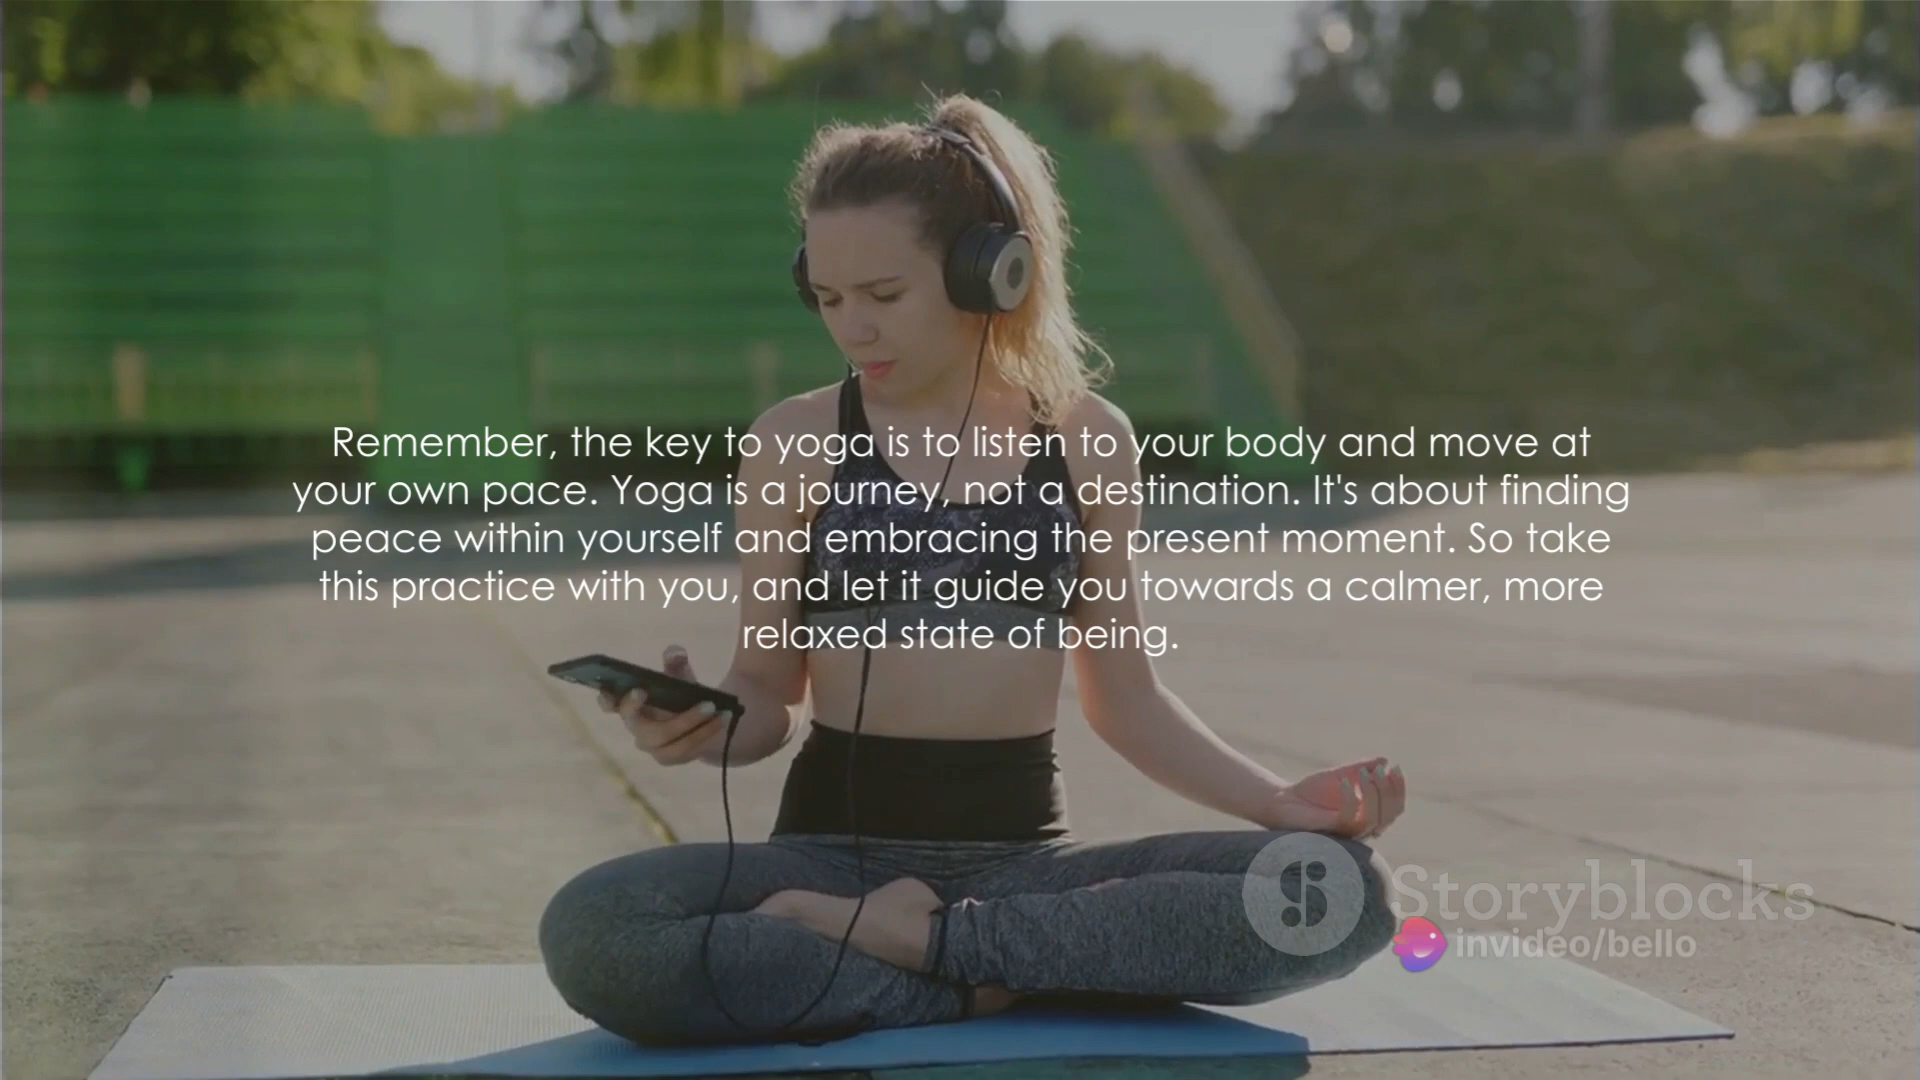 Remember, the key to yoga is to listen to your body and move at
your own pace. Yoga is a journey, not a destination. It's about finding
peace within yourself and embracing the present moment. So take
this practice with you, and let it guide you towards a calmer, more
relaxed state of being.
Storyblocks
invideo/bello